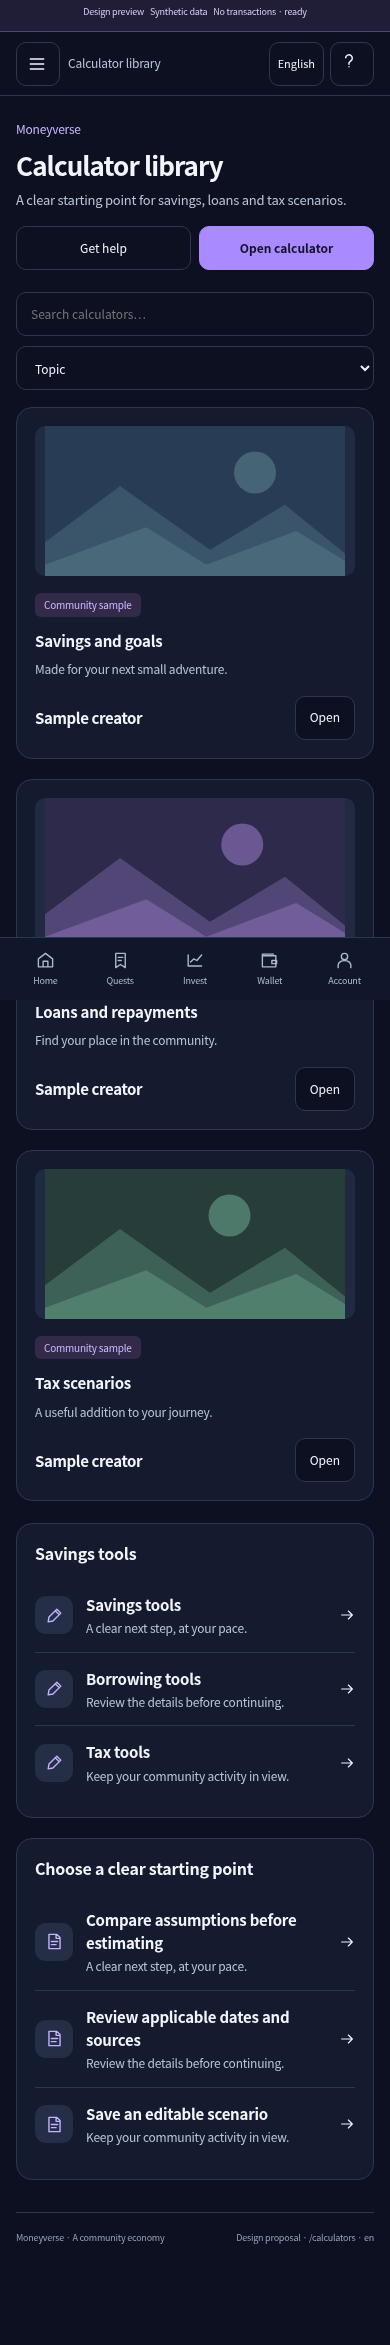 Design preview Synthetic data No transactions · ready
Calculator library
English
?
Moneyverse
Calculator library
A clear starting point for savings, loans and tax scenarios.
Get help
Open calculator
Search calculators…
Topic
Community sample
Savings and goals
Made for your next small adventure.
Sample creator
Open
Home
Quests
Invest
Wallet
Account
Loans and repayments
Find your place in the community.
Sample creator
Open
Community sample
Tax scenarios
A useful addition to your journey.
Sample creator
Open
Savings tools
Savings tools
A clear next step, at your pace.
Borrowing tools
Review the details before continuing.
Tax tools
Keep your community activity in view.
Choose a clear starting point
Compare assumptions before
estimating
A clear next step, at your pace.
Review applicable dates and
sources
Review the details before continuing.
Save an editable scenario
Keep your community activity in view.
Moneyverse · A community economy
Design proposal · /calculators · en